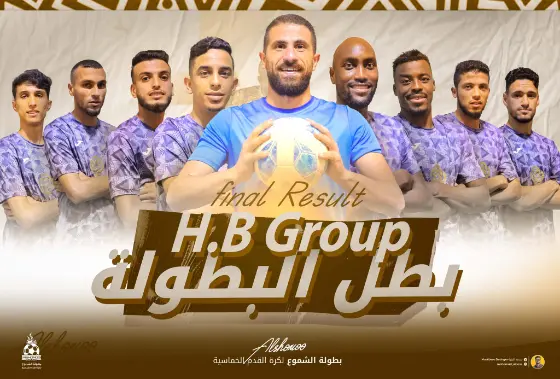 final Result
H.B Group
بطل البطولة
Alshomoo
بطولة الشموع لكرة القدم الخماسية